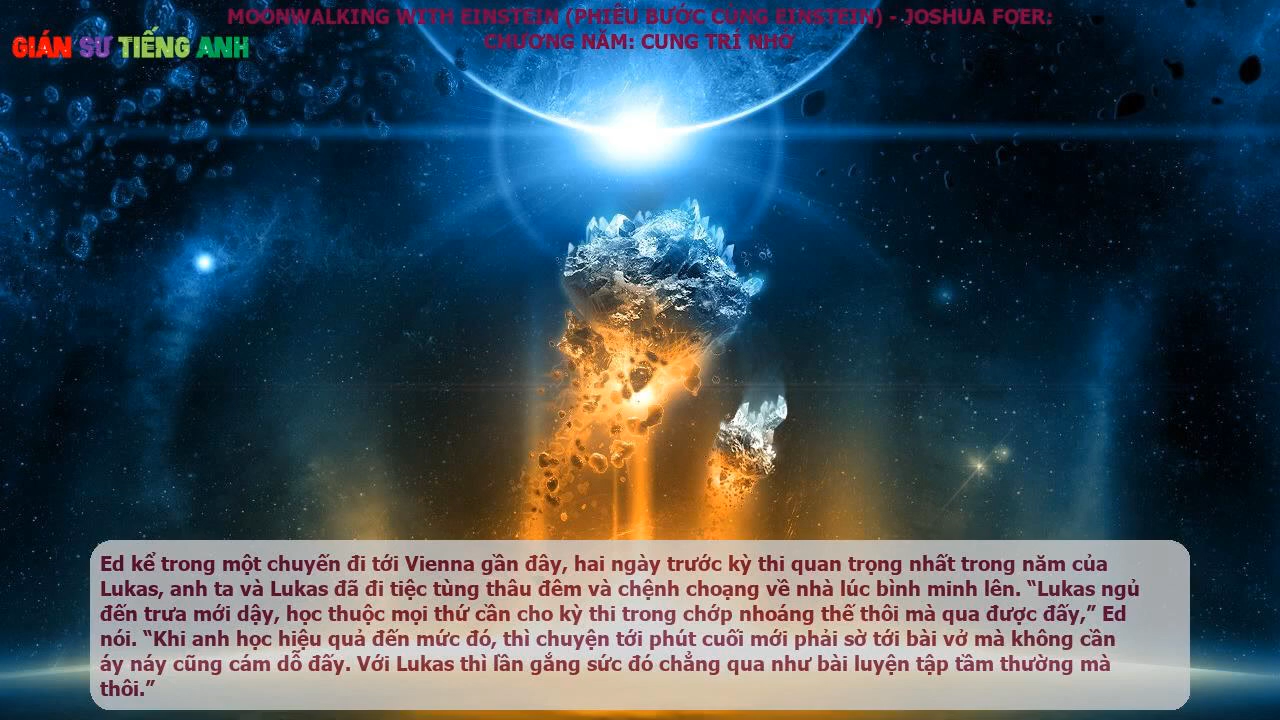 MOONWALKING WITH EINSTEIN (PHIÊU BƯỚC CÙNG EINSTEIN) - JOSHUA FOER:
CHƯƠNG NĂM: CUNG TRÍ NHỚ
GIÁN SỨ TIẾNG ANH
Ed kể trong một chuyến đi tới Vienna gần đây, hai ngày trước kỳ thi quan trọng nhất trong năm của
Lukas, anh ta và Lukas đã đi tiệc tùng thâu đêm và chệnh choạng về nhà lúc bình minh lên. “Lukas ngủ
đến trưa mới dậy, học thuộc mọi thứ cần cho kỳ thi trong chớp nhoáng thế thôi mà qua được đấy,” Ed
nói. “Khi anh học hiệu quả đến mức đó, thì chuyện tới phút cuối mới phải sờ tới bài vở mà không cần
áy náy cũng cám dỗ đấy. Với Lukas thì lần gắng sức đó chẳng qua như bài luyện tập tầm thường mà
thôi.”